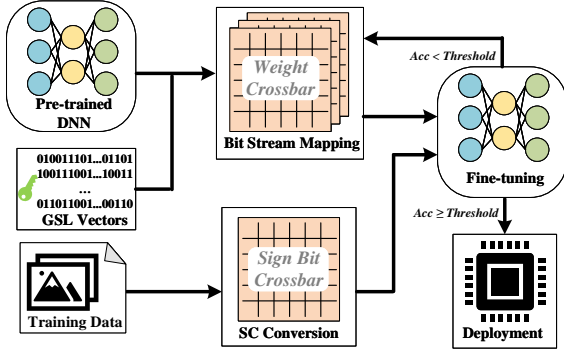 Pre-trained
DNN
010011101...01101
100111001...10011
...
011011001...00110
GSL Vectors
Training Data
Weight
Crossbar
Bit Stream Mapping
Sign Bit
Crossbar
SC Conversion
Acc < Threshold
Fine-tuning
Acc ≥ Threshold
Deployment